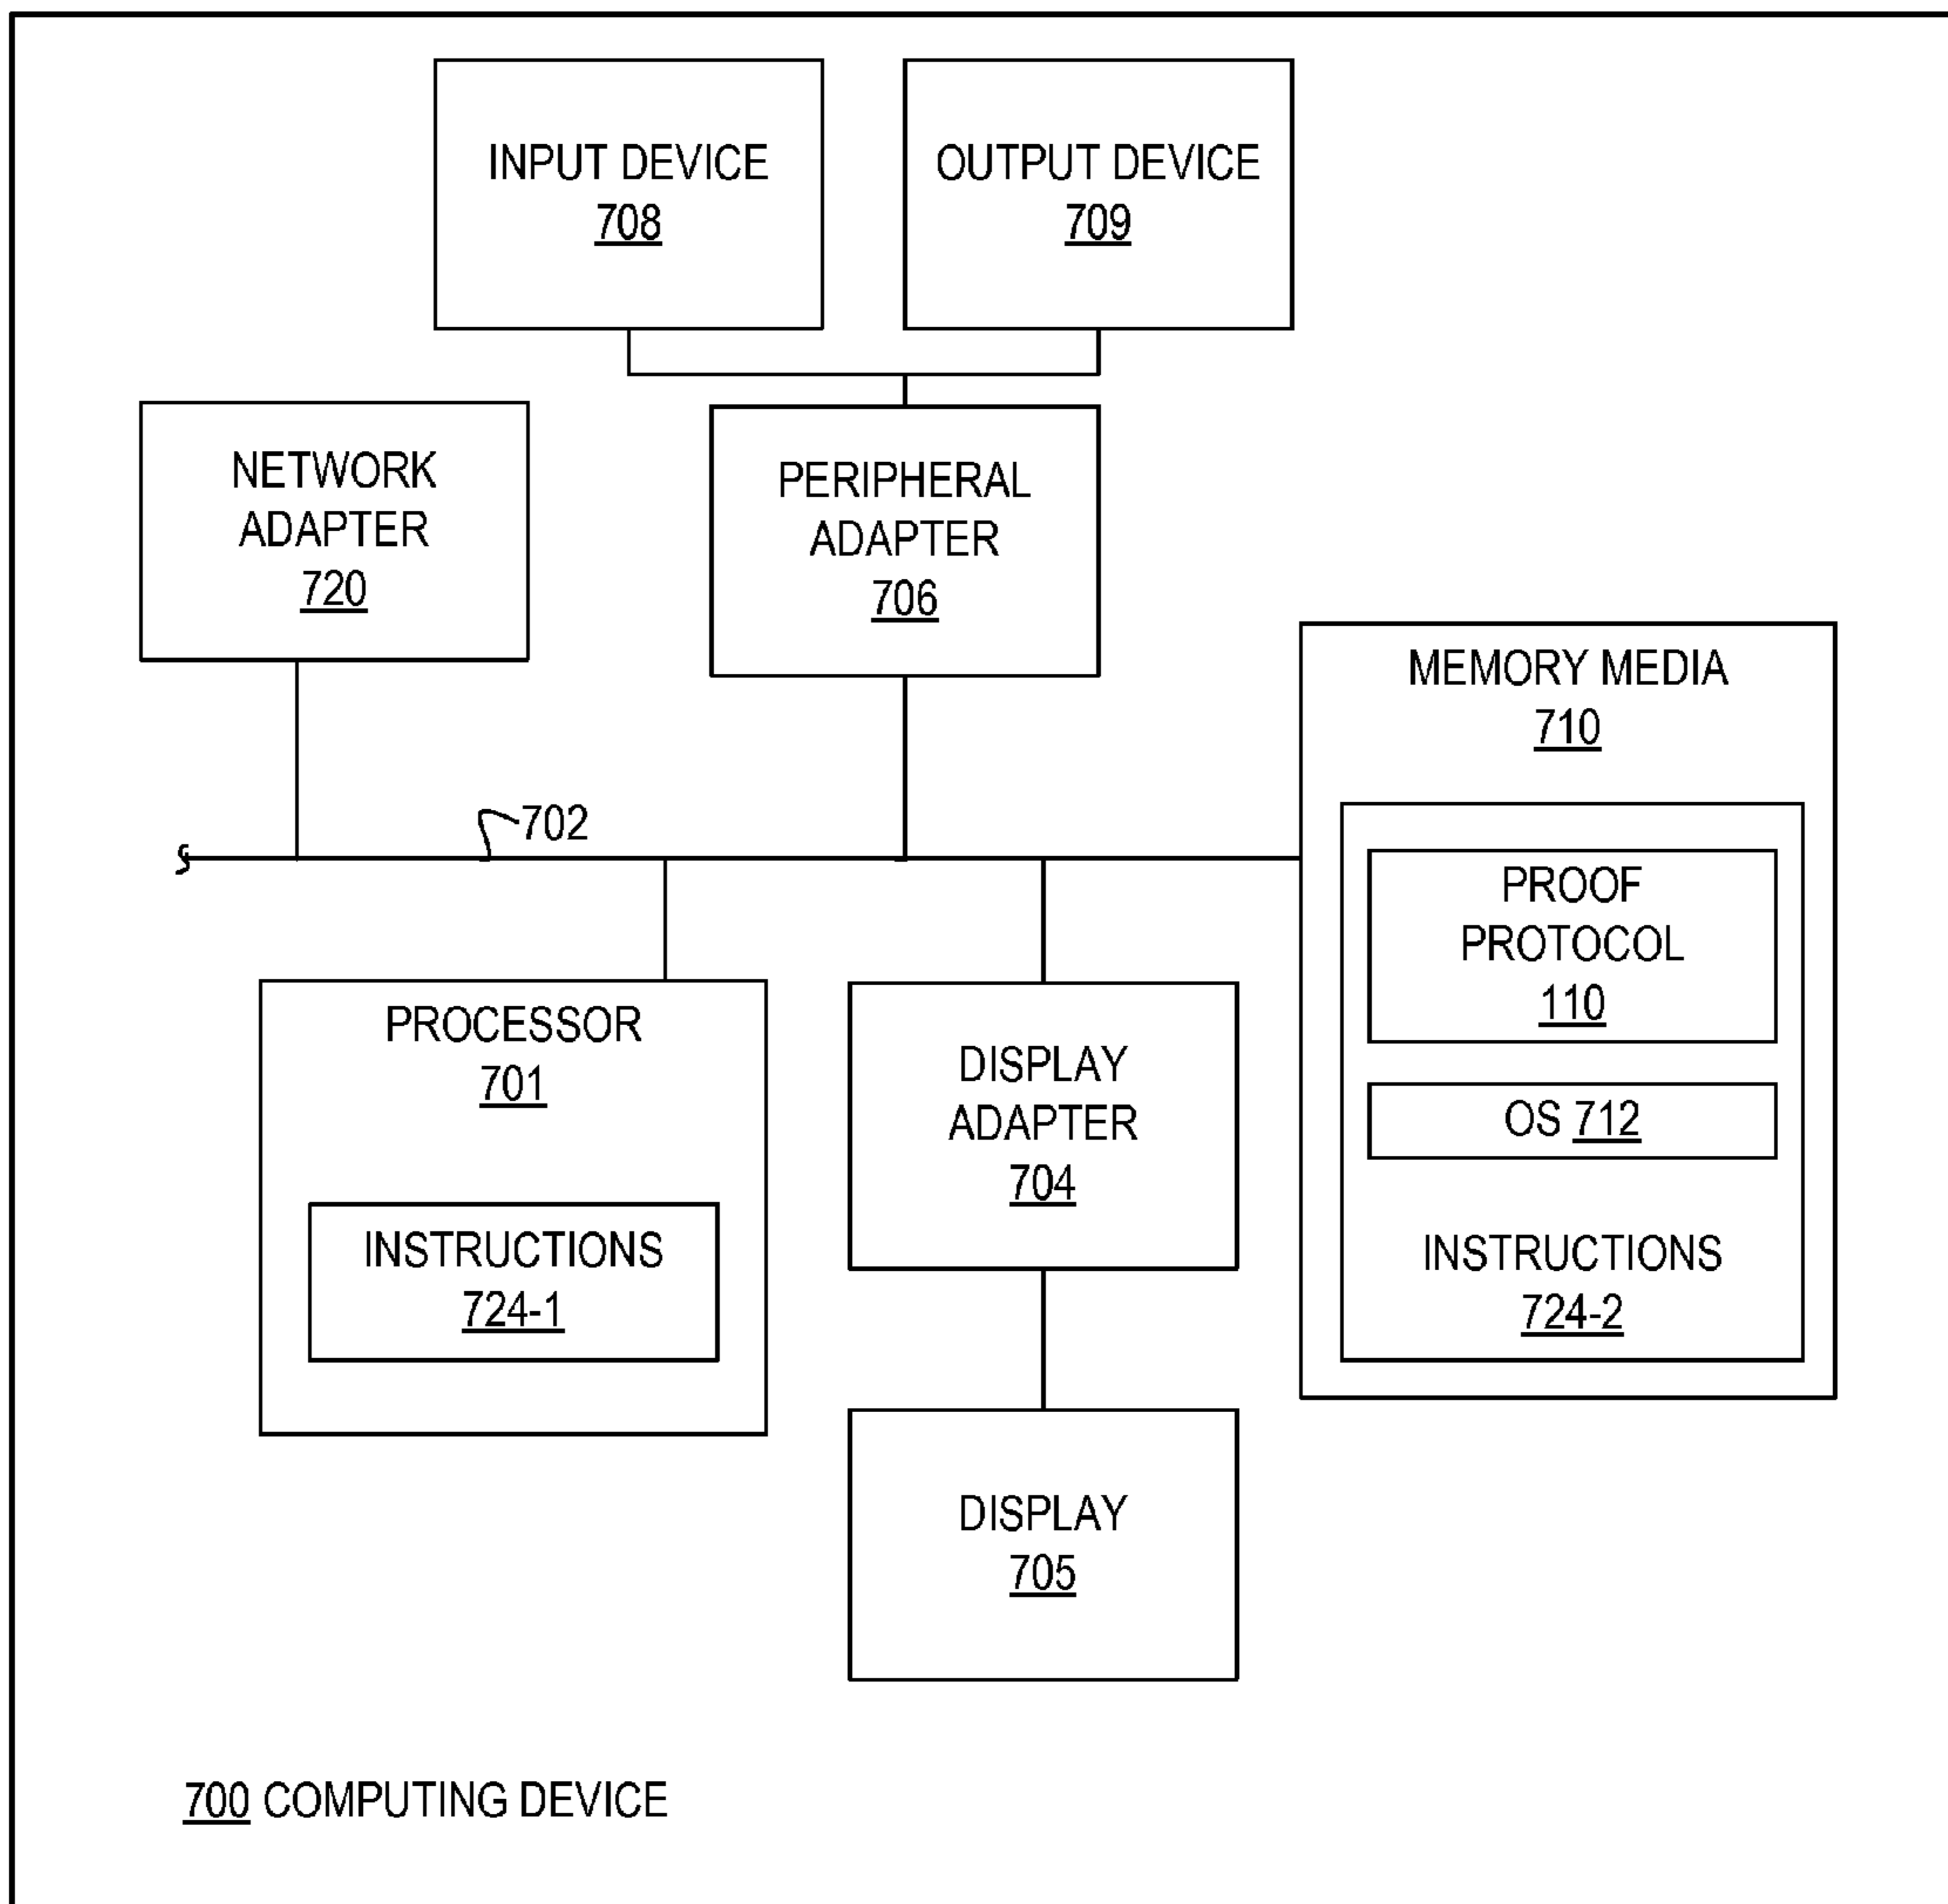 INPUT DEVICE
708
OUTPUT DEVICE
709
NETWORK
ADAPTER
720
PERIPHERAL
ADAPTER
706
MEMORY MEDIA
710
702
PROOF
PROTOCOL
110
OS 712
INSTRUCTIONS
724-2
PROCESSOR
701
INSTRUCTIONS
724-1
DISPLAY
ADAPTER
704
DISPLAY
705
700 COMPUTING DEVICE